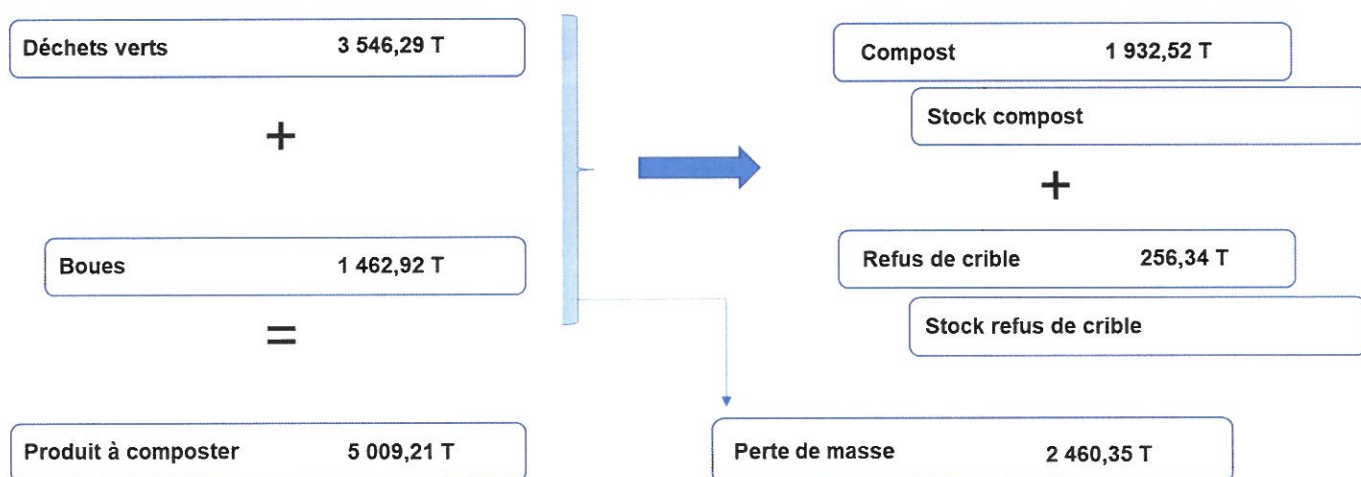 Déchets verts 3 546,29 T
+
Boues 1 462,92 T
=
Produit à composter 5 009,21 T
Compost 1 932,52 T
Stock compost
+
Refus de crible 256,34 T
Stock refus de crible
Perte de masse 2 460,35 T